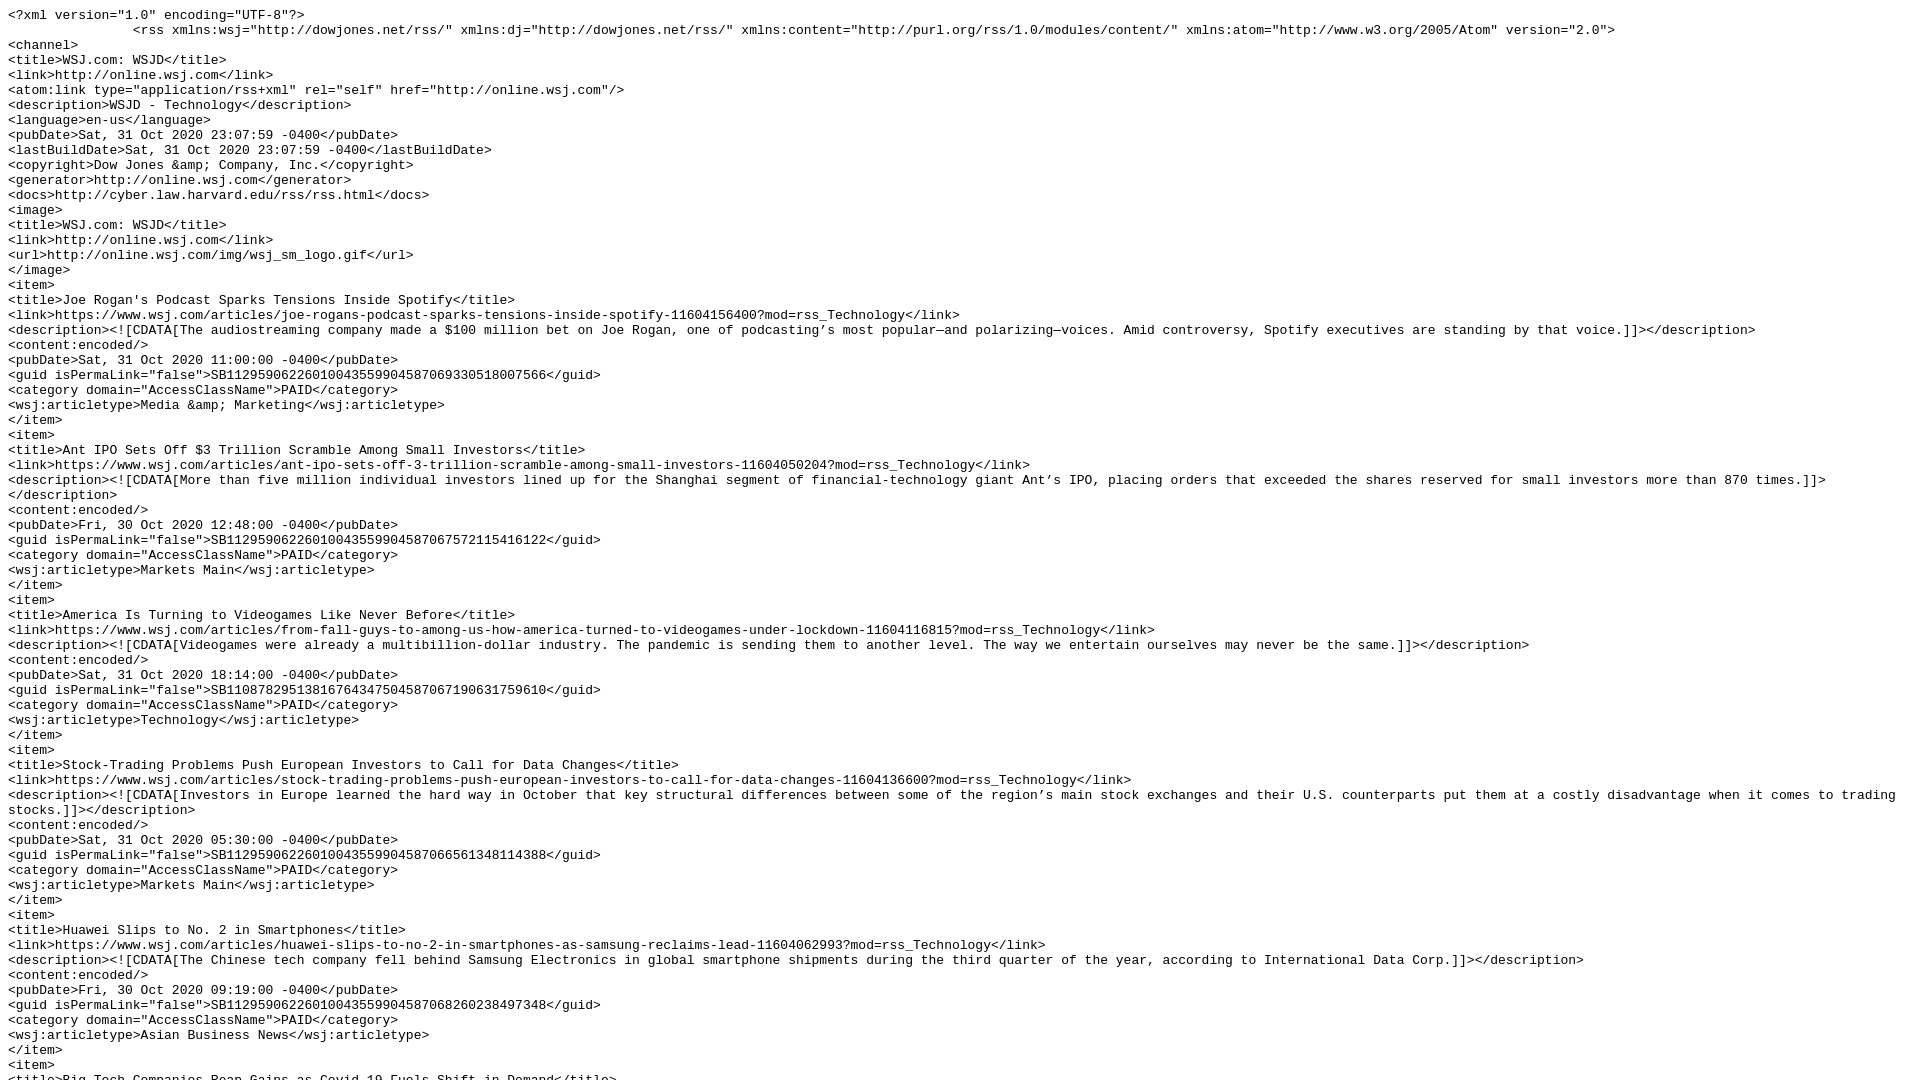 <?xml version="1.0" encoding="UTF-8"?>
<rss xmlns:wsj="http://dowjones.net/rss/" xmlns:dj="http://dowjones.net/rss/" xmlns:content="http://purl.org/rss/1.0/modules/content/" xmlns:atom="http://www.w3.org/2005/Atom" version="2.0">
<channel>
<title>WSJ.com: WSJD</title>
<link>http://online.wsj.com</link>
<atom:link type="application/rss+xml" rel="self" href="http://online.wsj.com"/>
<description>WSJD - Technology</description>
<language>en-us</language>
<pubDate>Sat, 31 Oct 2020 23:07:59 -0400</pubDate>
<lastBuildDate>Sat, 31 Oct 2020 23:07:59 -0400</lastBuildDate>
<copyright>Dow Jones &amp; Company, Inc.</copyright>
<generator>http://online.wsj.com</generator>
<docs>http://cyber.law.harvard.edu/rss/rss.html</docs>
<image>
<title>WSJ.com: WSJD</title>
<link>http://online.wsj.com</link>
<url>http://online.wsj.com/img/wsj_sm_logo.gif</url>
</image>
<item>
<title>Joe Rogan's Podcast Sparks Tensions Inside Spotify</title>
<link>https://www.wsj.com/articles/joe-rogans-podcast-sparks-tensions-inside-spotify-11604156400?mod=rss_Technology</link>
<description><![CDATA[The audiostreaming company made a $100 million bet on Joe Rogan, one of podcasting’s most popular—and polarizing—voices. Amid controversy, Spotify executives are standing by that voice.]]></description>
<content:encoded/>
<pubDate>Sat, 31 Oct 2020 11:00:00 -0400</pubDate>
<guid isPermaLink="false">SB11295906226010043559904587069330518007566</guid>
<category domain="AccessClassName">PAID</category>
<wsj:articletype>Media &amp; Marketing</wsj:articletype>
</item>
<item>
<title>Ant IPO Sets Off $3 Trillion Scramble Among Small Investors</title>
<link>https://www.wsj.com/articles/ant-ipo-sets-off-3-trillion-scramble-among-small-investors-11604050204?mod=rss_Technology</link>
<description><![CDATA[More than five million individual investors lined up for the Shanghai segment of financial-technology giant Ant’s IPO, placing orders that exceeded the shares reserved for small investors more than 870 times.]]>
</description>
<content:encoded/>
<pubDate>Fri, 30 Oct 2020 12:48:00 -0400</pubDate>
<guid isPermaLink="false">SB11295906226010043559904587067572115416122</guid>
<category domain="AccessClassName">PAID</category>
<wsj:articletype>Markets Main</wsj:articletype>
</item>
<item>
<title>America Is Turning to Videogames Like Never Before</title>
<link>https://www.wsj.com/articles/from-fall-guys-to-among-us-how-america-turned-to-videogames-under-lockdown-11604116815?mod=rss_Technology</link>
<description><![CDATA[Videogames were already a multibillion-dollar industry. The pandemic is sending them to another level. The way we entertain ourselves may never be the same.]]></description>
<content:encoded/>
<pubDate>Sat, 31 Oct 2020 18:14:00 -0400</pubDate>
<guid isPermaLink="false">SB11087829513816764347504587067190631759610</guid>
<category domain="AccessClassName">PAID</category>
<wsj:articletype>Technology</wsj:articletype>
</item>
<item>
<title>Stock-Trading Problems Push European Investors to Call for Data Changes</title>
<link>https://www.wsj.com/articles/stock-trading-problems-push-european-investors-to-call-for-data-changes-11604136600?mod=rss_Technology</link>
<description><![CDATA[Investors in Europe learned the hard way in October that key structural differences between some of the region’s main stock exchanges and their U.S. counterparts put them at a costly disadvantage when it comes to trading
stocks.]]></description>
<content:encoded/>
<pubDate>Sat, 31 Oct 2020 05:30:00 -0400</pubDate>
<guid isPermaLink="false">SB11295906226010043559904587066561348114388</guid>
<category domain="AccessClassName">PAID</category>
<wsj:articletype>Markets Main</wsj:articletype>
</item>
<item>
<title>Huawei Slips to No. 2 in Smartphones</title>
<link>https://www.wsj.com/articles/huawei-slips-to-no-2-in-smartphones-as-samsung-reclaims-lead-11604062993?mod=rss_Technology</link>
<description><![CDATA[The Chinese tech company fell behind Samsung Electronics in global smartphone shipments during the third quarter of the year, according to International Data Corp.]]></description>
<content:encoded/>
<pubDate>Fri, 30 Oct 2020 09:19:00 -0400</pubDate>
<guid isPermaLink="false">SB11295906226010043559904587068260238497348</guid>
<category domain="AccessClassName">PAID</category>
<wsj:articletype>Asian Business News</wsj:articletype>
</item>
<item>
<title>Big Tech Companies Reap Gains as Covid-19 Fuels Shift in Demand</title>